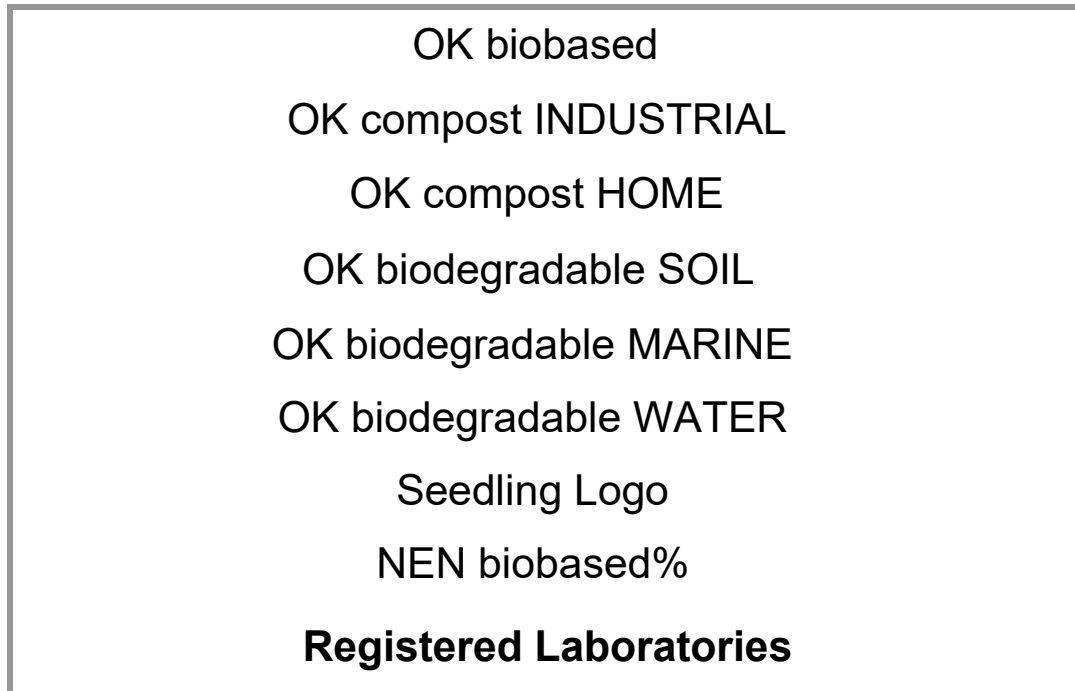 OK biobased
OK compost INDUSTRIAL
OK compost HOME
OK biodegradable SOIL
OK biodegradable MARINE
OK biodegradable WATER
Seedling Logo
NEN biobased%
Registered Laboratories